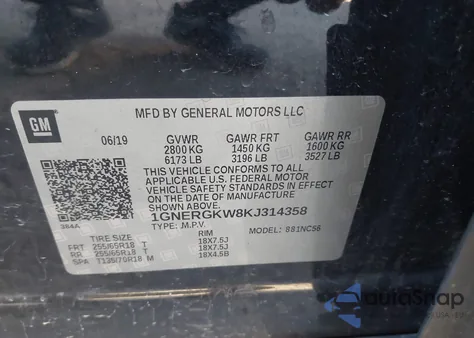 MFD BY GENERAL MOTORS LLC
GM
06/19 GVWR GAWR FRT GAWR RR
2800 KG 1450 KG 1600 KG
6173 LB 3196 LB 3527 LB
THIS VEHICLE CONFORMS TO ALL
APPLICABLE U.S. FEDERAL MOTOR
VEHICLE SAFETY STANDARDS IN EFFECT ON THE
DATE OF MANUFACTURE SHOWN ABOVE.
1GNERGKW8KJ314358
384A TYPE: M.P.V. MODEL: 881NC56
TIRE SIZE RIM
FRT 255/65R18 T 18X7.5J
RR 255/65R18 T 18X7.5J
SPA T135/70R18 M 18X4.5B
AutoSnap